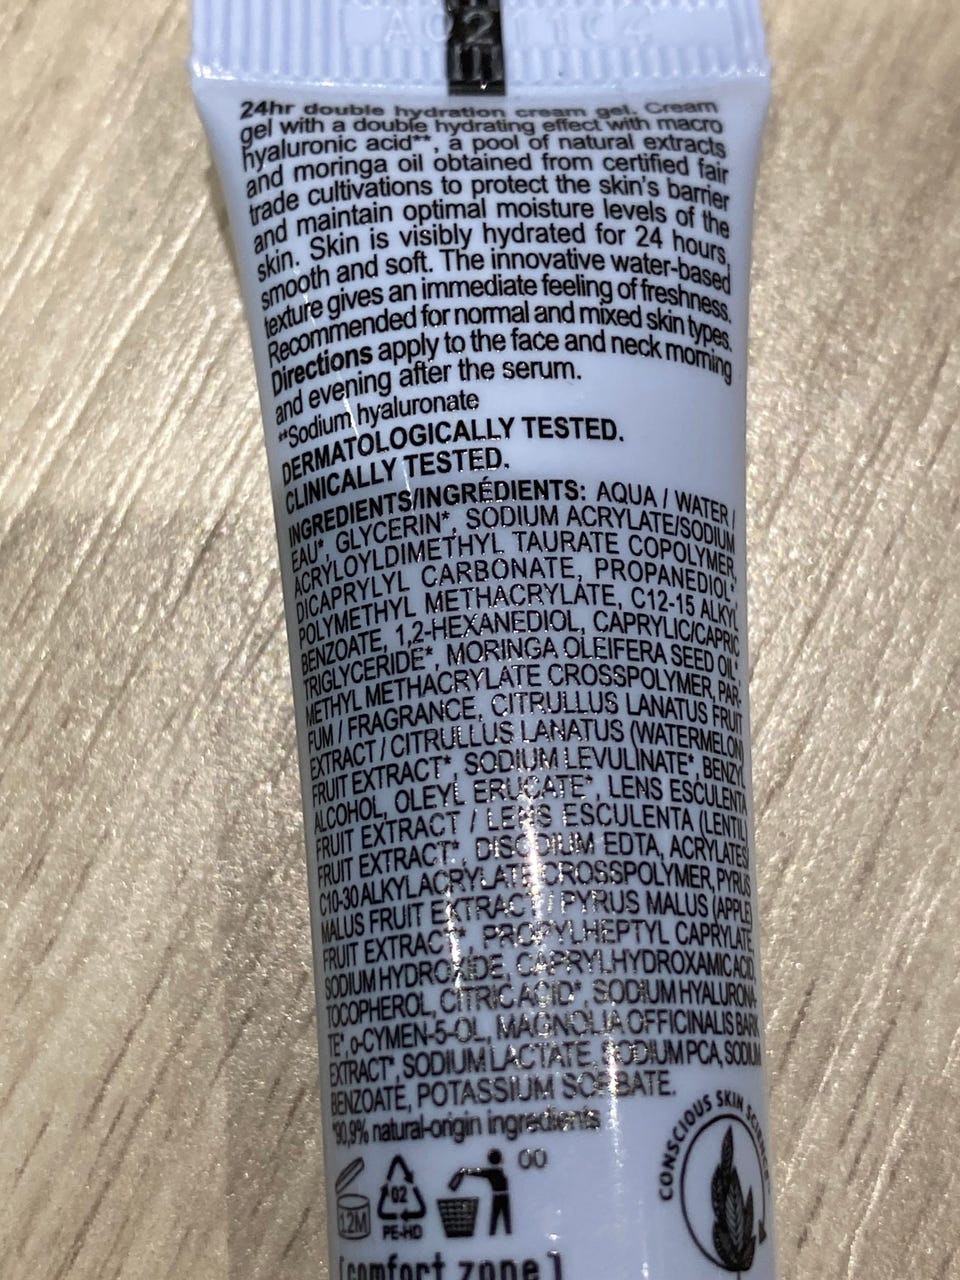 A0211C4
24hr double hydration cream gel. Cream
gel with a double hydrating effect with macro
hyaluronic acid**, a pool of natural extracts
and moringa oil obtained from certified fair
trade cultivations to protect the skin's barrier
and maintain optimal moisture levels of the
skin. Skin is visibly hydrated for 24 hours,
smooth and soft. The innovative water-based
texture gives an immediate feeling of freshness.
Recommended for normal and mixed skin types.
Directions apply to the face and neck morning
and evening after the serum.
**Sodium hyaluronate
DERMATOLOGICALLY TESTED.
CLINICALLY TESTED.
INGREDIENTS/INGRÉDIENTS: AQUA / WATER /
EAU*, GLYCERIN*, SODIUM ACRYLATE/SODIUM
ACRYLOYLDIMETHYL TAURATE COPOLYMER,
DICAPRYLYL CARBONATE, PROPANEDIOL*,
POLYMETHYL METHACRYLATE, C12-15 ALKYL
BENZOATE, 1,2-HEXANEDIOL, CAPRYLIC/CAPRIC
TRIGLYCERIDE*, MORINGA OLEIFERA SEED OIL*,
METHYL METHACRYLATE CROSSPOLYMER, PAR-
FUM / FRAGRANCE, CITRULLUS LANATUS FRUIT
EXTRACT / CITRULLUS LANATUS (WATERMELON)
FRUIT EXTRACT*, SODIUM LEVULINATE*, BENZYL
ALCOHOL, OLEYL ERUCATE*, LENS ESCULENTA
FRUIT EXTRACT / LENS ESCULENTA (LENTIL)
FRUIT EXTRACT*, DISODIUM EDTA, ACRYLATES/
C10-30 ALKYL ACRYLATE CROSSPOLYMER, PYRUS
MALUS FRUIT EXTRACT / PYRUS MALUS (APPLE)
FRUIT EXTRACT*, PROPYLHEPTYL CAPRYLATE,
SODIUM HYDROXIDE, CAPRYLHYDROXAMIC ACID,
TOCOPHEROL, CITRIC ACID*, SODIUM HYALURONA-
TE*, o-CYMEN-5-OL, MAGNOLIA OFFICINALIS BARK
EXTRACT*, SODIUM LACTATE, SODIUM PCA, SODIUM
BENZOATE, POTASSIUM SORBATE.
*90,9% natural-origin ingredients
12M
02
PE-HD
00
CONSCIOUS SKIN SCIENCE
[comfort zone]